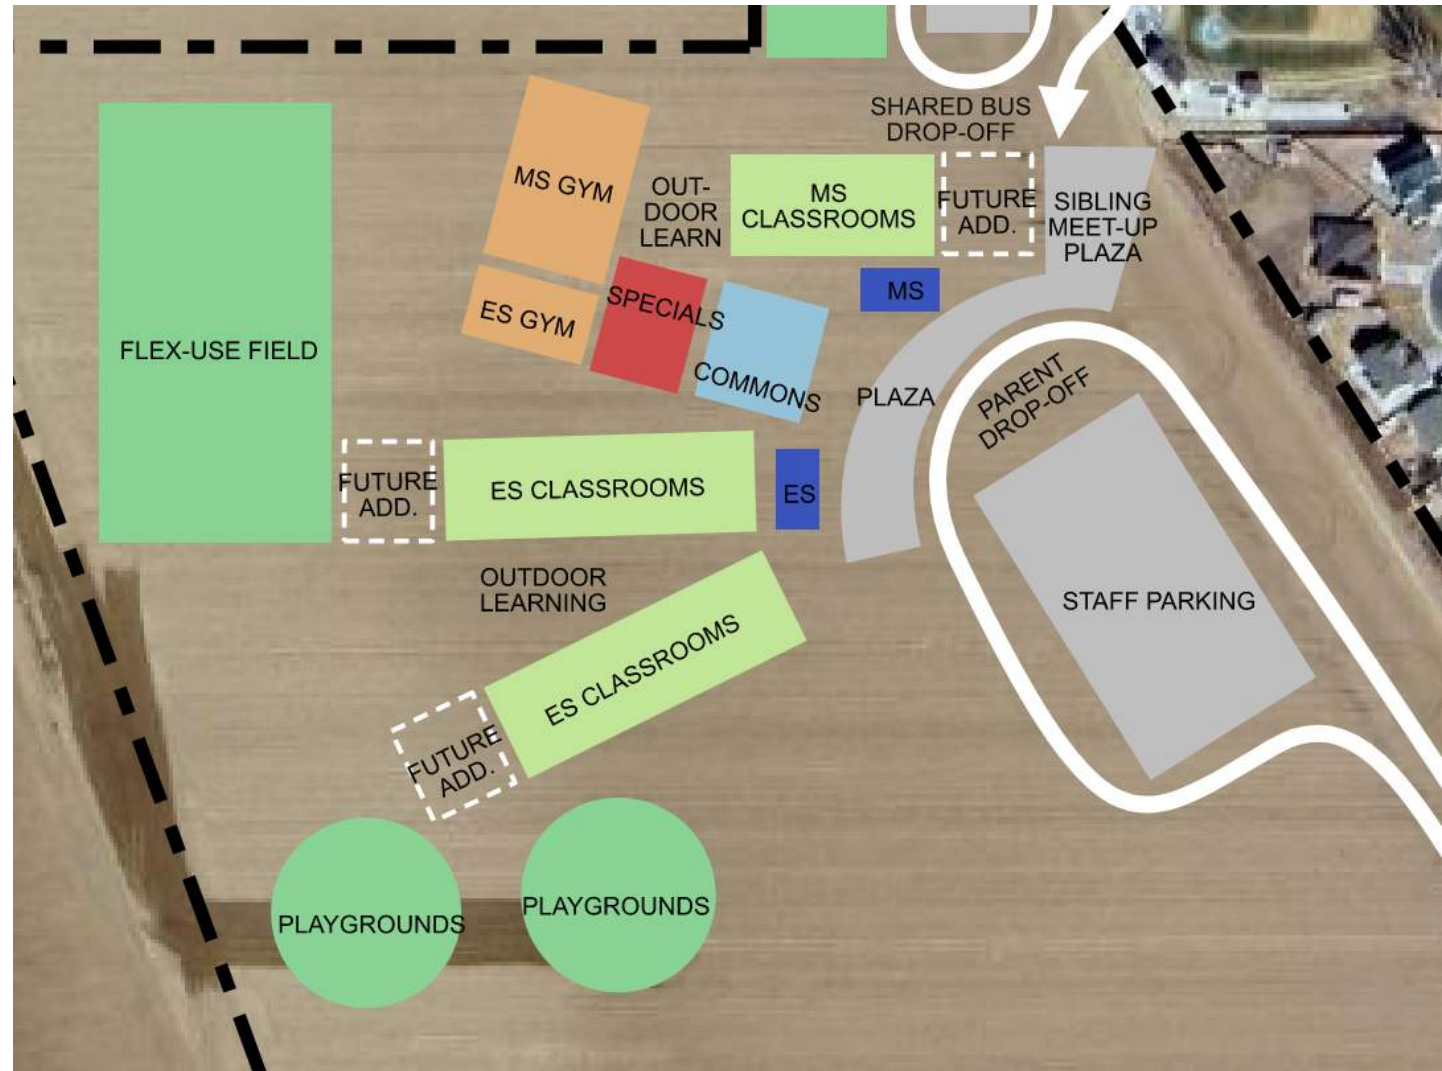 SHARED BUS
DROP-OFF
MS GYM
OUT-
DOOR
LEARN
MS
CLASSROOMS
FUTURE
ADD.
SIBLING
MEET-UP
PLAZA
MS
ES GYM
SPECIALS
COMMONS
FLEX-USE FIELD
PLAZA
PARENT
DROP-OFF
FUTURE
ADD.
ES CLASSROOMS
ES
OUTDOOR
LEARNING
STAFF PARKING
ES CLASSROOMS
FUTURE
ADD.
PLAYGROUNDS
PLAYGROUNDS